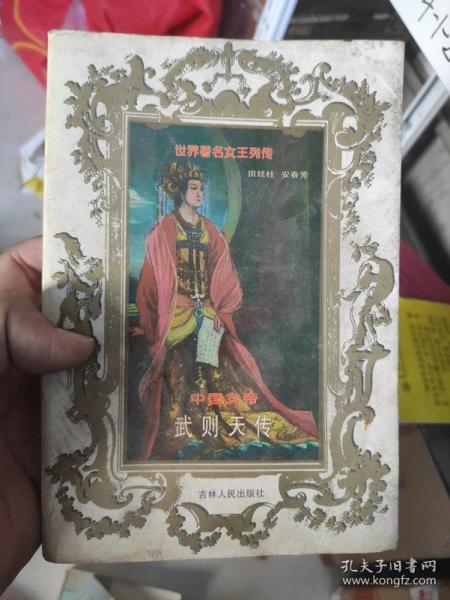 世界著名女王列传
田廷柱 安春芳
中国女帝
武则天传
吉林人民出版社
孔夫子旧书网
www.kongfz.com